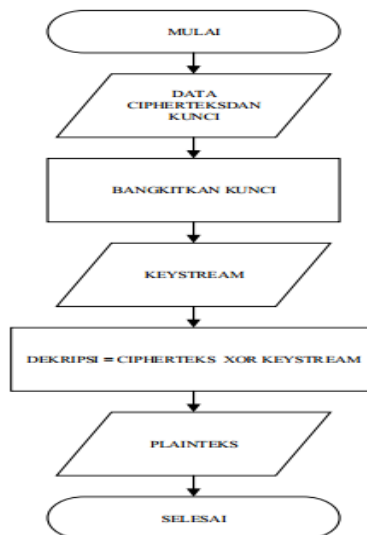 MULAI
DATA
CIPHERTEKSDAN
KUNCI
BANGKITKAN KUNCI
KEYSTREAM
DEKRIPSI = CIPHERTEKS XOR KEYSTREAM
PLAINTEKS
SELESAI